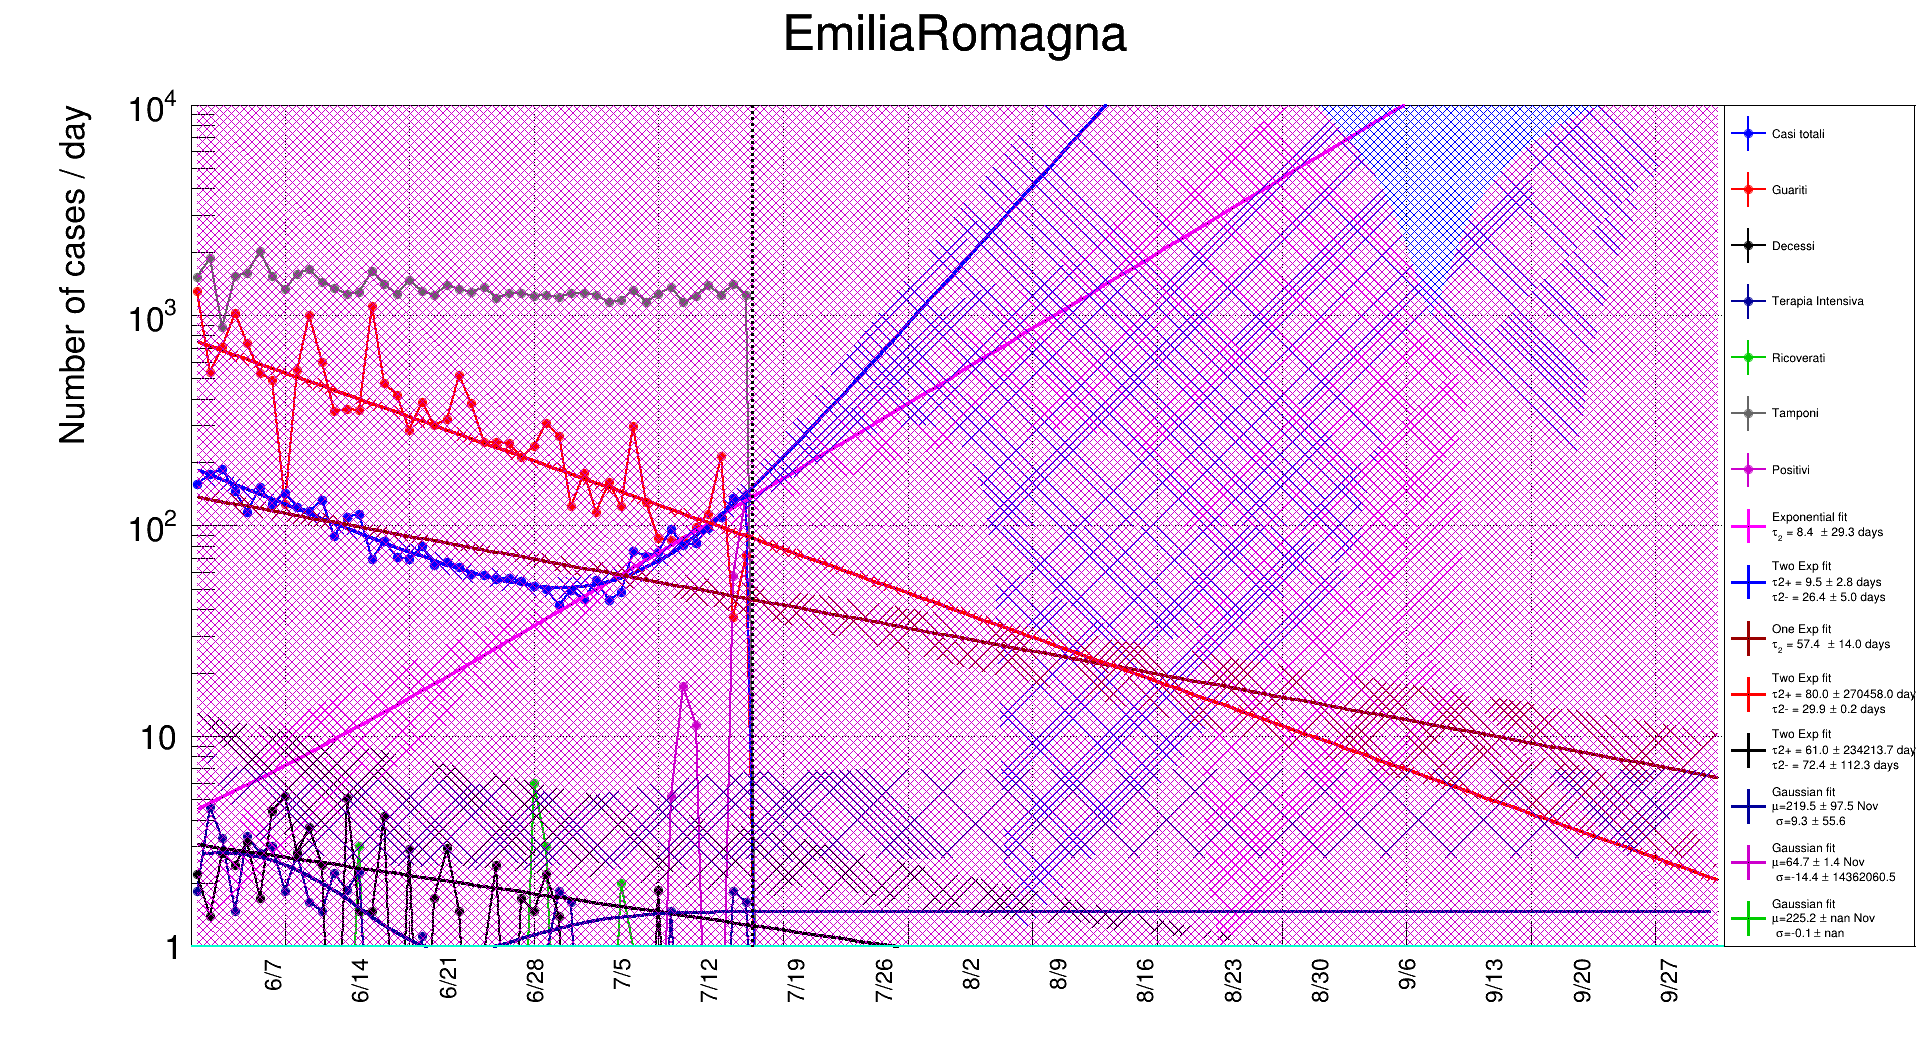 EmiliaRomagna
Number of cases / day
10^4
10^3
10^2
10
1
6/7
6/14
6/21
6/28
7/5
7/12
7/19
7/26
8/2
8/9
8/16
8/23
8/30
9/6
9/13
9/20
9/27
Casi totali
Guariti
Decessi
Terapia Intensiva
Ricoverati
Tamponi
Positivi
Exponential fit
τ₂ = 8.4 ± 29.3 days
Two Exp fit
τ2+ = 9.5 ± 2.8 days
τ2- = 26.4 ± 5.0 days
One Exp fit
τ₂ = 57.4 ± 14.0 days
Two Exp fit
τ2+ = 80.0 ± 270458.0 day
τ2- = 29.9 ± 0.2 days
Two Exp fit
τ2+ = 61.0 ± 234213.7 day
τ2- = 72.4 ± 112.3 days
Gaussian fit
μ=219.5 ± 97.5 Nov
σ=9.3 ± 55.6
Gaussian fit
μ=64.7 ± 1.4 Nov
σ=-14.4 ± 14362060.5
Gaussian fit
μ=225.2 ± nan Nov
σ=-0.1 ± nan